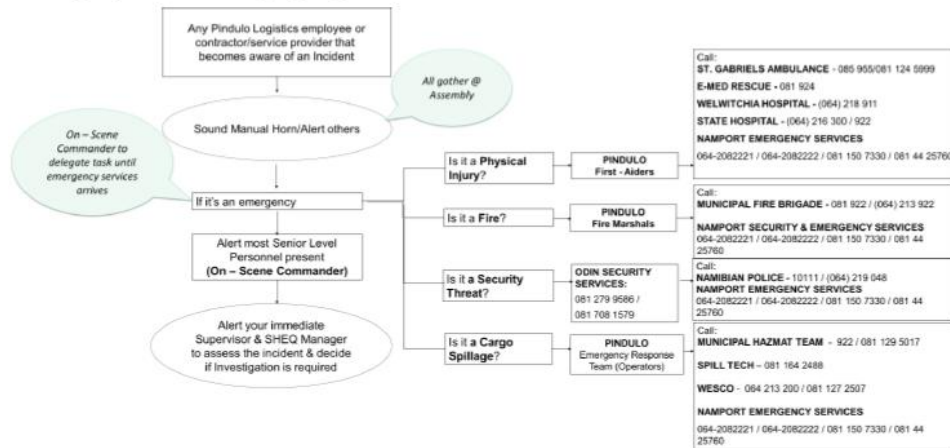 Any Pindulo Logistics employee or
contractor/service provider that
becomes aware of an Incident
All gather @
Assembly
Sound Manual Horn/Alert others
On – Scene
Commander to
delegate task until
emergency services
arrives
If it's an emergency
Alert most Senior Level
Personnel present
(On – Scene Commander)
Alert your immediate
Supervisor & SHEQ Manager
to assess the incident & decide
if Investigation is required
Is it a Physical
Injury?
PINDULO
First - Aiders
Call:
ST. GABRIELS AMBULANCE - 085 955/081 124 5999
E-MED RESCUE - 081 924
WELWITCHIA HOSPITAL - (064) 218 911
STATE HOSPITAL - (064) 216 300 / 922
NAMPORT EMERGENCY SERVICES
064-2082221 / 064-2082222 / 081 150 7330 / 081 44 25760
Is it a Fire?
PINDULO
Fire Marshals
Call:
MUNICIPAL FIRE BRIGADE - 081 922 / (064) 213 922
NAMPORT SECURITY & EMERGENCY SERVICES
064-2082221 / 064-2082222 / 081 150 7330 / 081 44
25760
Is it a Security
Threat?
ODIN SECURITY
SERVICES:
081 279 9586 /
081 708 1579
Call:
NAMIBIAN POLICE - 10111 / (064) 219 048
NAMPORT EMERGENCY SERVICES
064-2082221 / 064-2082222 / 081 150 7330 / 081 44
25760
Is it a Cargo
Spillage?
PINDULO
Emergency Response
Team (Operators)
Call:
MUNICIPAL HAZMAT TEAM - 922 / 081 129 5017
SPILL TECH – 081 164 2488
WESCO - 064 213 200 / 081 127 2507
NAMPORT EMERGENCY SERVICES
064-2082221 / 064-2082222 / 081 150 7330 / 081 44
25760